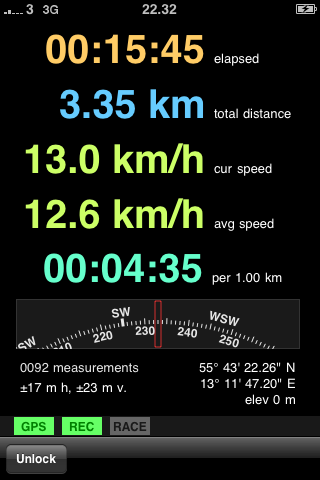 3 3G 22.32
00:15:45 elapsed
3.35 km total distance
13.0 km/h cur speed
12.6 km/h avg speed
00:04:35 per 1.00 km
SW WSW
220 230 240 250
0092 measurements 55° 43' 22.26" N
±17 m h, ±23 m v. 13° 11' 47.20" E
elev 0 m
GPS REC RACE
Unlock